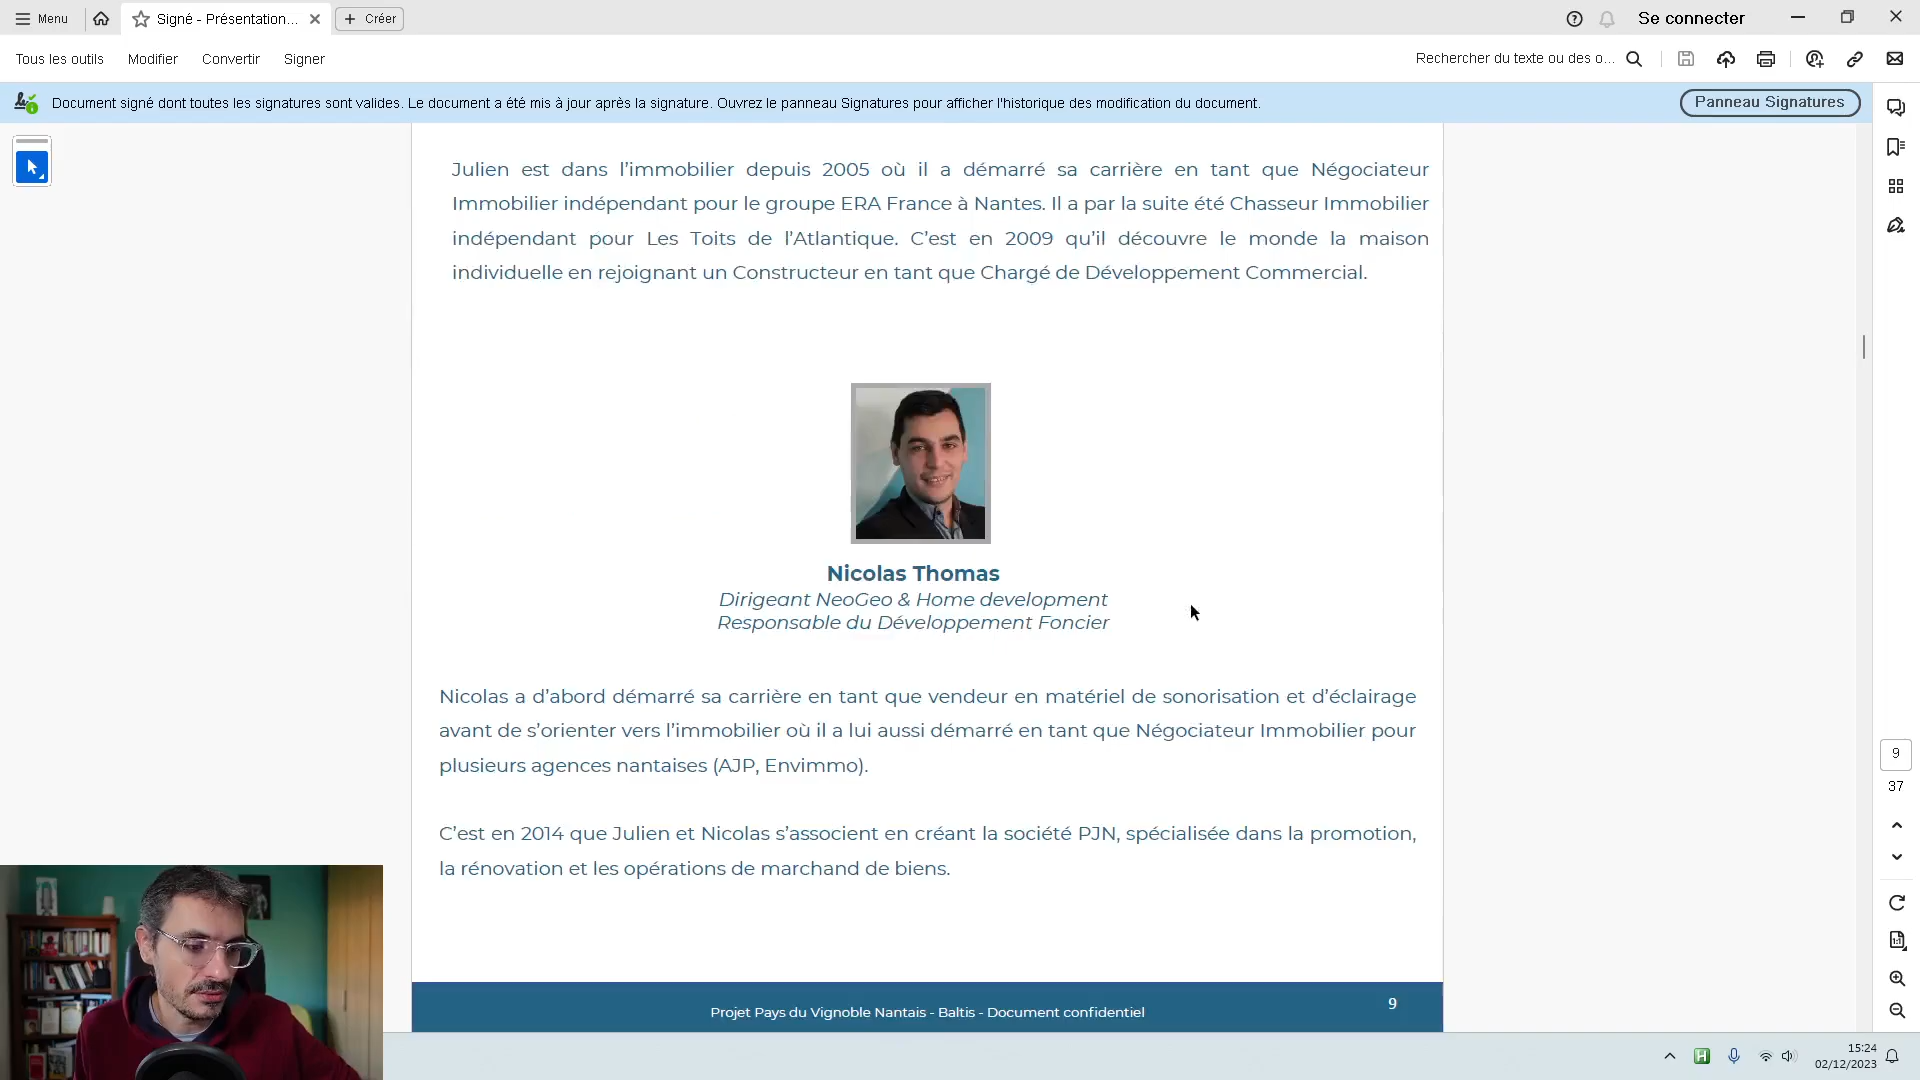 Menu
Signé - Présentation...
Créer
Se connecter
Tous les outils
Modifier
Convertir
Signer
Rechercher du texte ou des o...
Document signé dont toutes les signatures sont valides. Le document a été mis à jour après la signature. Ouvrez le panneau Signatures pour afficher l'historique des modification du document.
Panneau Signatures
Julien est dans l’immobilier depuis 2005 où il a démarré sa carrière en tant que Négociateur
Immobilier indépendant pour le groupe ERA France à Nantes. Il a par la suite été Chasseur Immobilier
indépendant pour Les Toits de l’Atlantique. C’est en 2009 qu’il découvre le monde la maison
individuelle en rejoignant un Constructeur en tant que Chargé de Développement Commercial.
Nicolas Thomas
Dirigeant NeoGeo & Home development
Responsable du Développement Foncier
Nicolas a d’abord démarré sa carrière en tant que vendeur en matériel de sonorisation et d’éclairage
avant de s’orienter vers l’immobilier où il a lui aussi démarré en tant que Négociateur Immobilier pour
plusieurs agences nantaises (AJP, Envimmo).
C’est en 2014 que Julien et Nicolas s’associent en créant la société PJN, spécialisée dans la promotion,
la rénovation et les opérations de marchand de biens.
Projet Pays du Vignoble Nantais - Baltis - Document confidentiel
9
9
37
1:1
H
15:24
02/12/2023